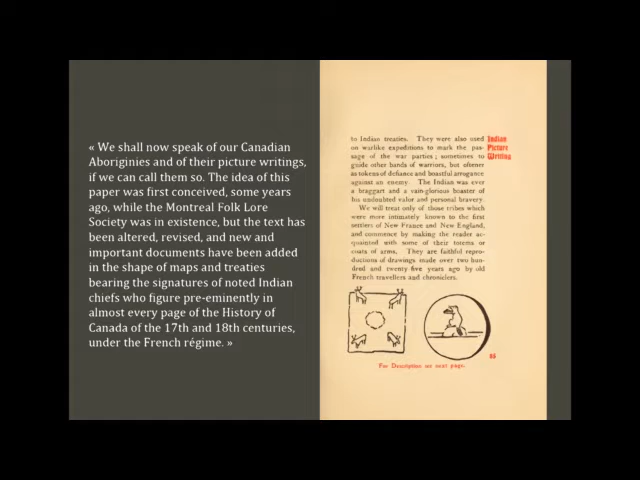 « We shall now speak of our Canadian
Aboriginies and of their picture writings,
if we can call them so. The idea of this
paper was first conceived, some years
ago, while the Montreal Folk Lore
Society was in existence, but the text has
been altered, revised, and new and
important documents have been added
in the shape of maps and treaties
bearing the signatures of noted Indian
chiefs who figure pre-eminently in
almost every page of the History of
Canada of the 17th and 18th centuries,
under the French régime. »
to Indian treaties. They were also used
on warlike expeditions to mark the pas-
sage of the war parties; sometimes to
guide other bands of warriors, but oftener
as tokens of defiance and boastful arrogance
against an enemy. The Indian was ever
a braggart and a vain-glorious boaster of
his undoubted valor and personal bravery.
We will treat only of those tribes which
were more intimately known to the first
settlers of New France and New England,
and commence by making the reader ac-
quainted with some of their totems or
coats of arms. They are faithful repro-
ductions of drawings made over two hun-
dred and twenty five years ago by old
French travellers and chroniclers.
Indian
Picture
Writing
85
For Description see next page.